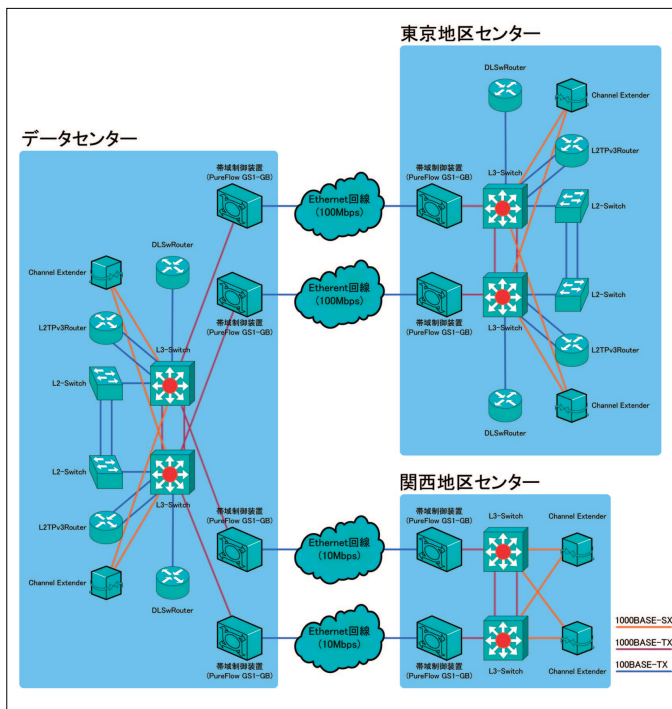 東京地区センター
DLSwRouter
Channel Extender
L2TPv3Router
L3-Switch
L2-Switch
帯域制御装置
(PureFlow GS1-GB)
Ethernet回線
(100Mbps)
帯域制御装置
(PureFlow GS1-GB)
データセンター
DLSwRouter
Channel Extender
L2TPv3Router
L3-Switch
L2-Switch
帯域制御装置
(PureFlow GS1-GB)
Etherent回線
(100Mbps)
帯域制御装置
(PureFlow GS1-GB)
L3-Switch
L2-Switch
L2TPv3Router
Channel Extender
DLSwRouter
L2-Switch
L3-Switch
L2TPv3Router
Channel Extender
DLSwRouter
関西地区センター
帯域制御装置
(PureFlow GS1-GB)
Ethernet回線
(10Mbps)
帯域制御装置
(PureFlow GS1-GB)
L3-Switch
Channel Extender
帯域制御装置
(PureFlow GS1-GB)
Ethernet回線
(10Mbps)
帯域制御装置
(PureFlow GS1-GB)
L3-Switch
Channel Extender
1000BASE-SX
1000BASE-TX
100BASE-TX